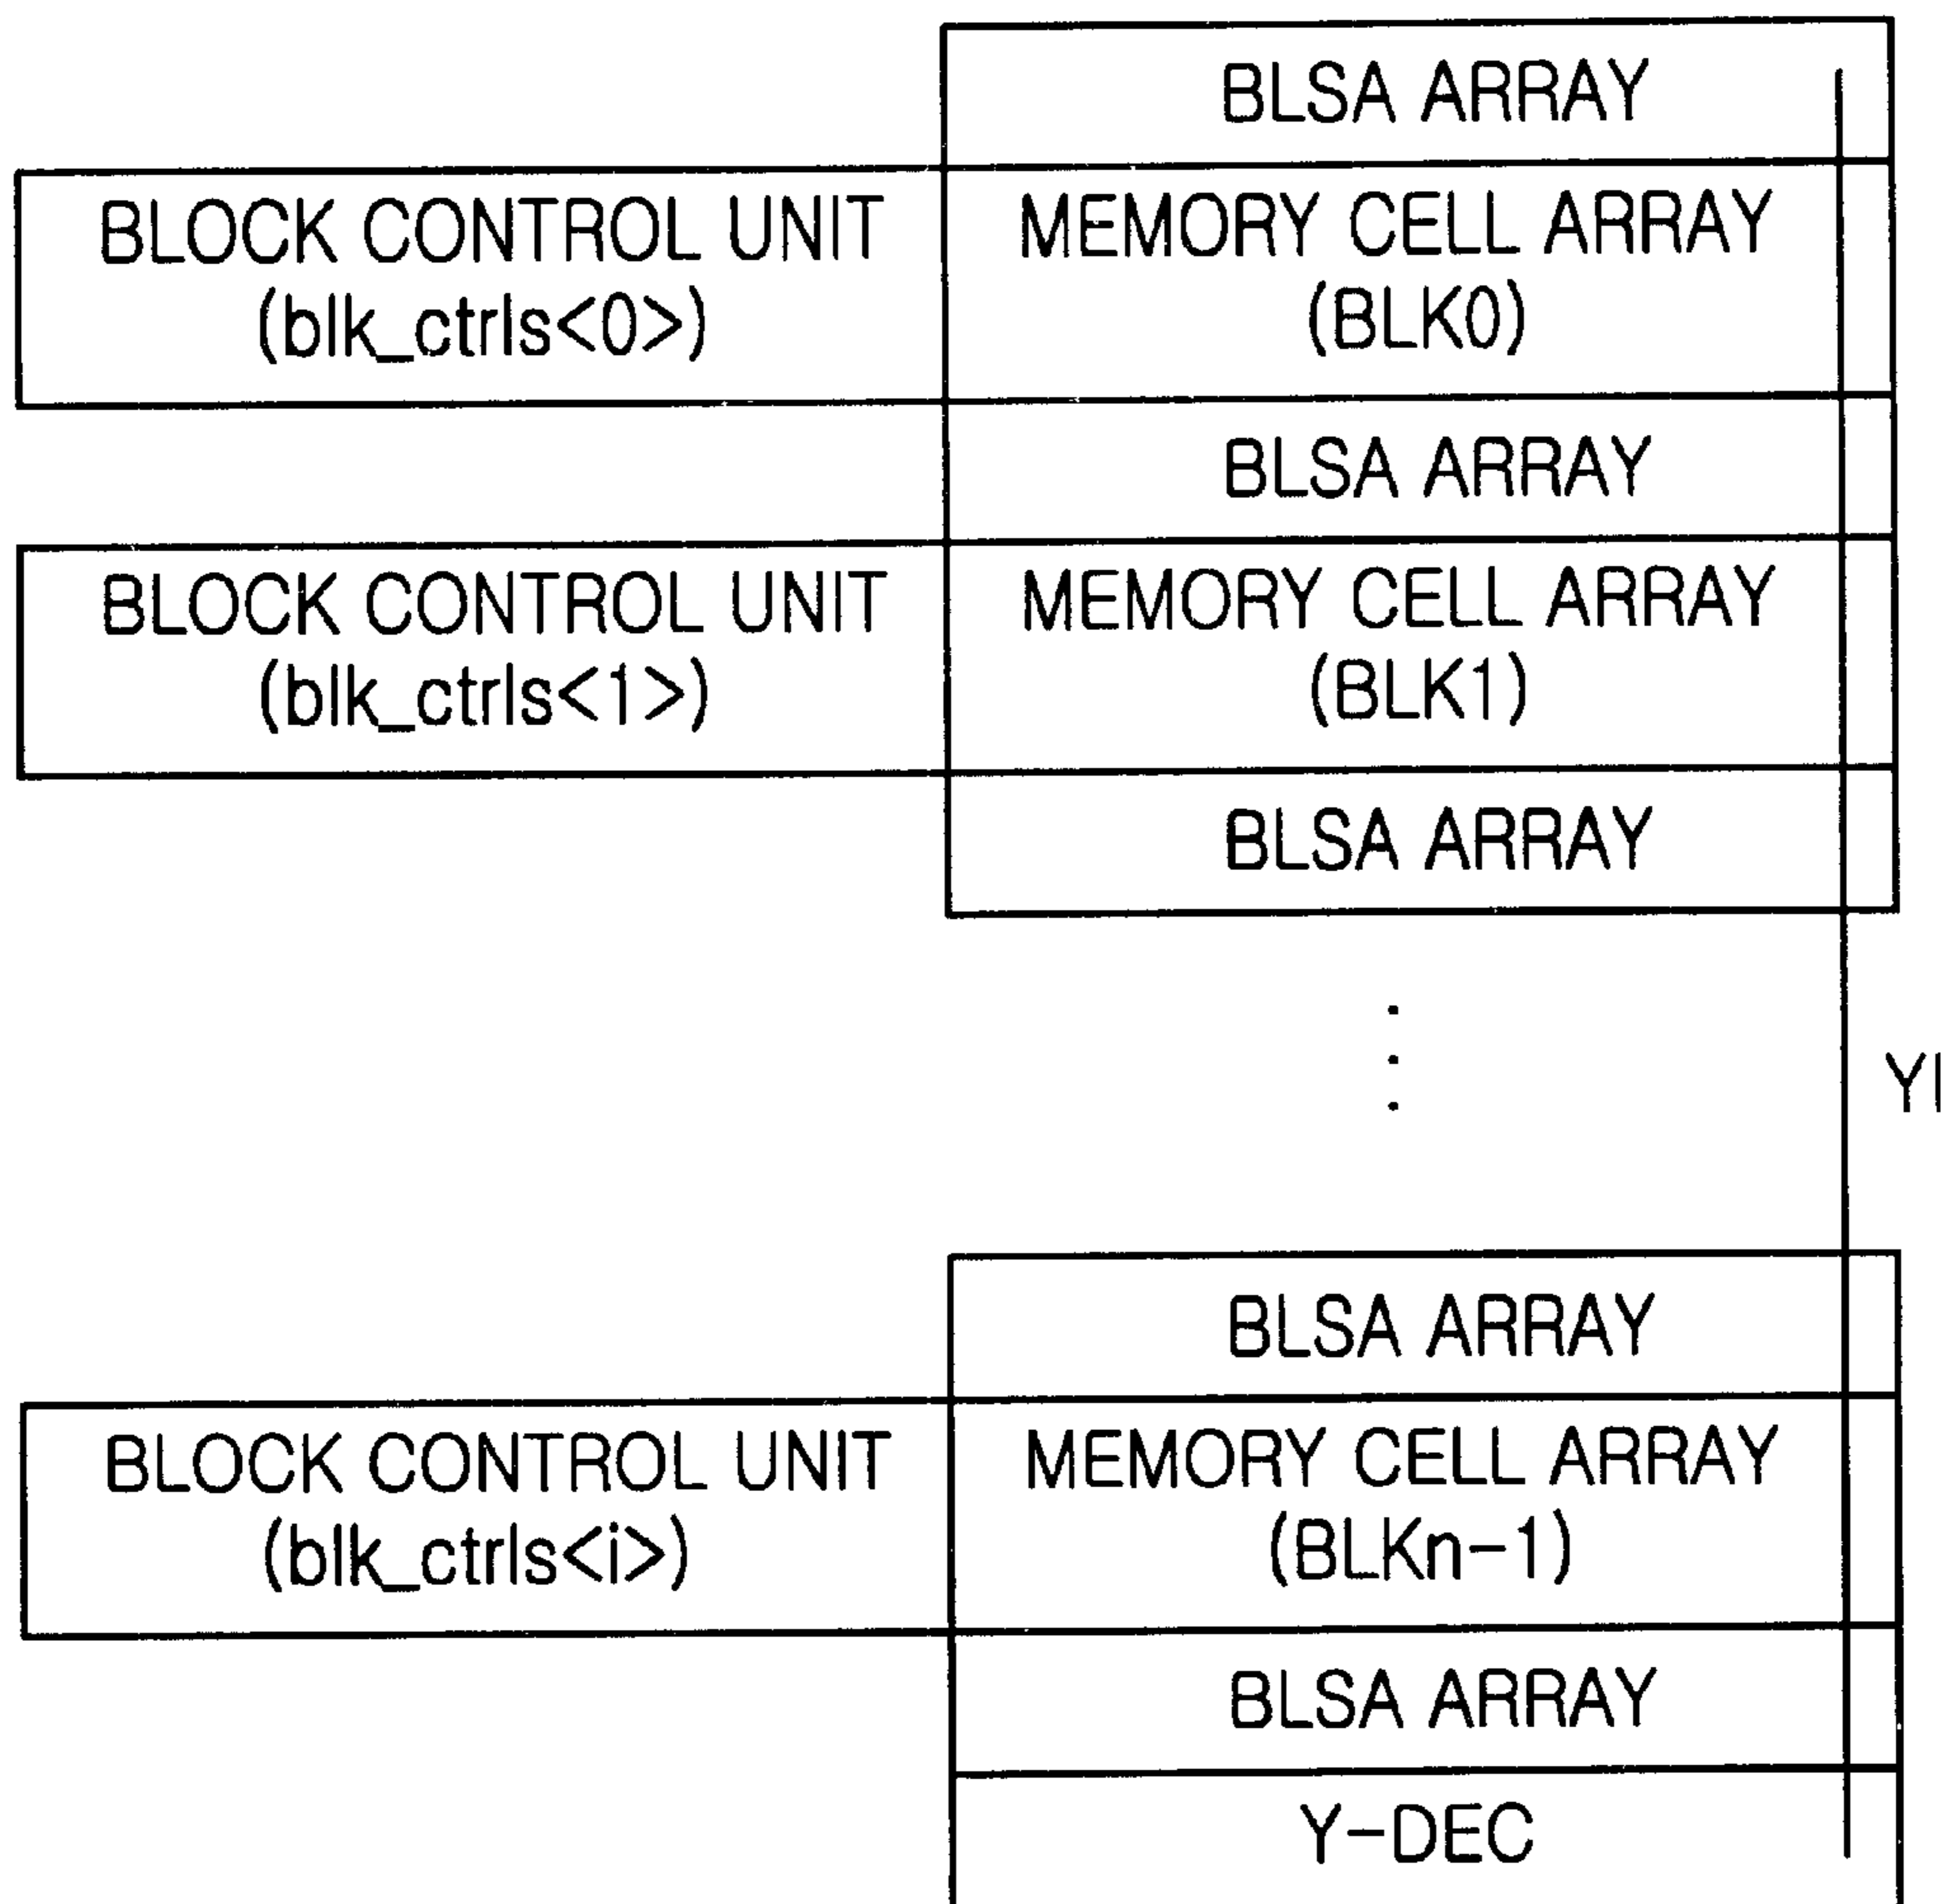 BLSA ARRAY
BLOCK CONTROL UNIT
(blk_ctrls<0>)
MEMORY CELL ARRAY
(BLK0)
BLSA ARRAY
BLOCK CONTROL UNIT
(blk_ctrls<1>)
MEMORY CELL ARRAY
(BLK1)
BLSA ARRAY
YI
BLSA ARRAY
BLOCK CONTROL UNIT
(blk_ctrls<i>)
MEMORY CELL ARRAY
(BLKn-1)
BLSA ARRAY
Y-DEC